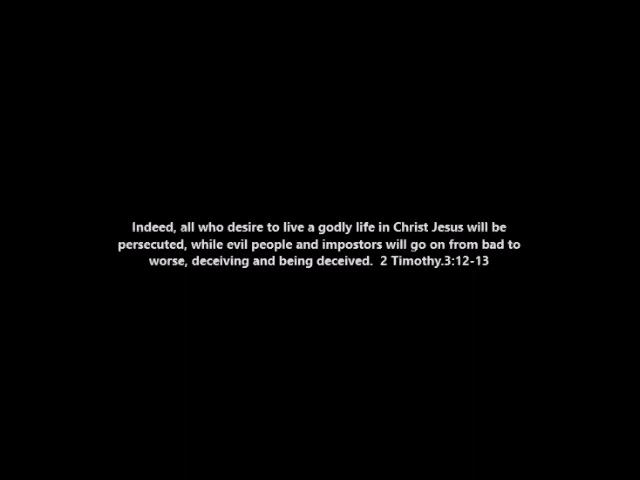 Indeed, all who desire to live a godly life in Christ Jesus will be
persecuted, while evil people and impostors will go on from bad to
worse, deceiving and being deceived.  2 Timothy.3:12-13